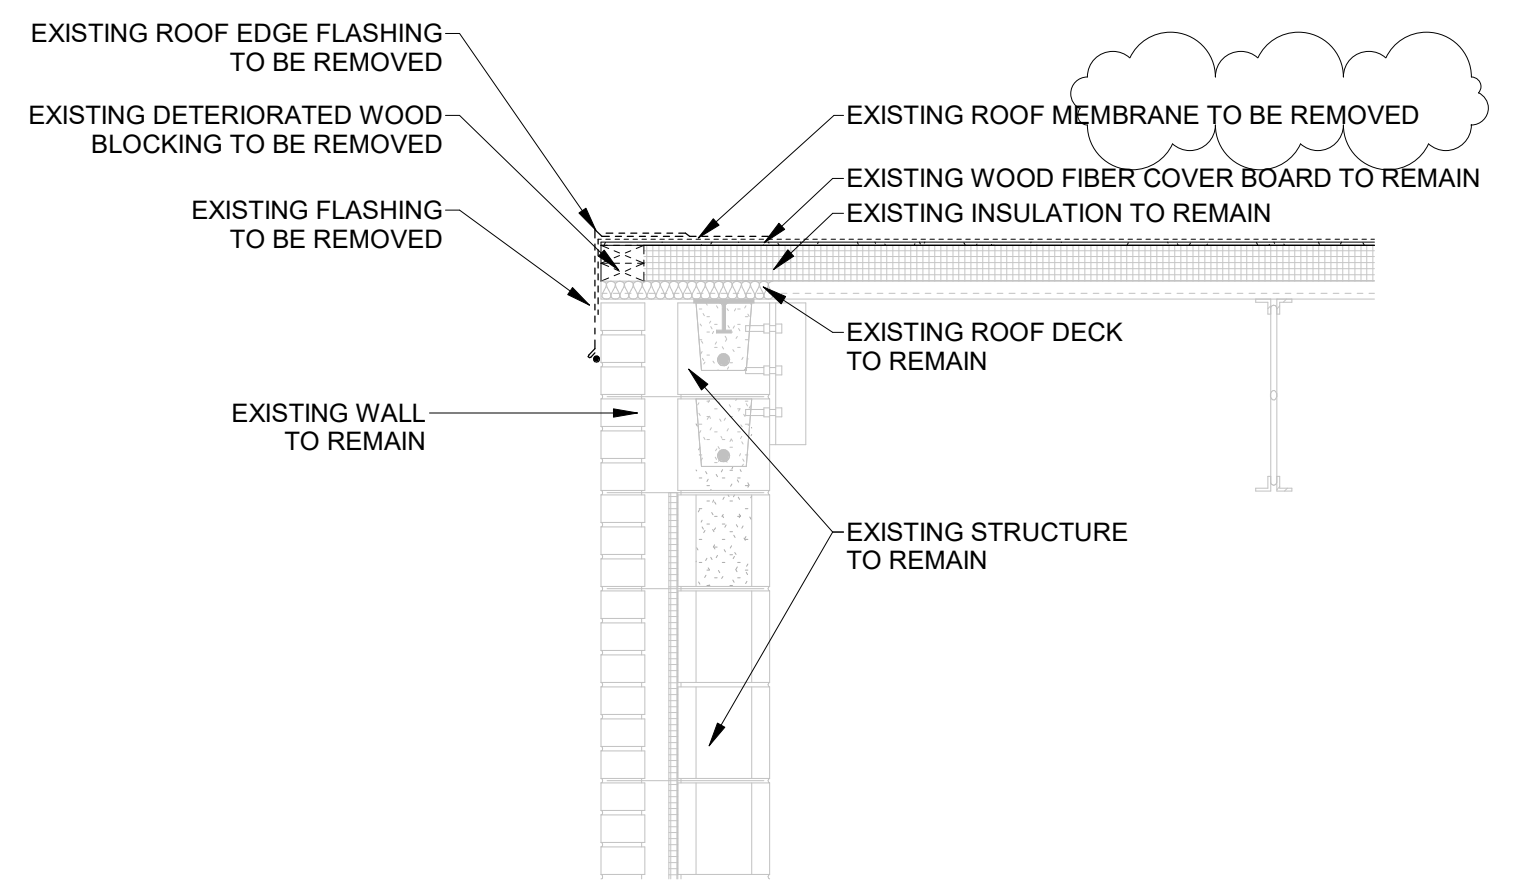 EXISTING ROOF EDGE FLASHING
TO BE REMOVED
EXISTING DETERIORATED WOOD
BLOCKING TO BE REMOVED
EXISTING FLASHING
TO BE REMOVED
EXISTING WALL
TO REMAIN
EXISTING ROOF MEMBRANE TO BE REMOVED
EXISTING WOOD FIBER COVER BOARD TO REMAIN
EXISTING INSULATION TO REMAIN
EXISTING ROOF DECK
TO REMAIN
EXISTING STRUCTURE
TO REMAIN